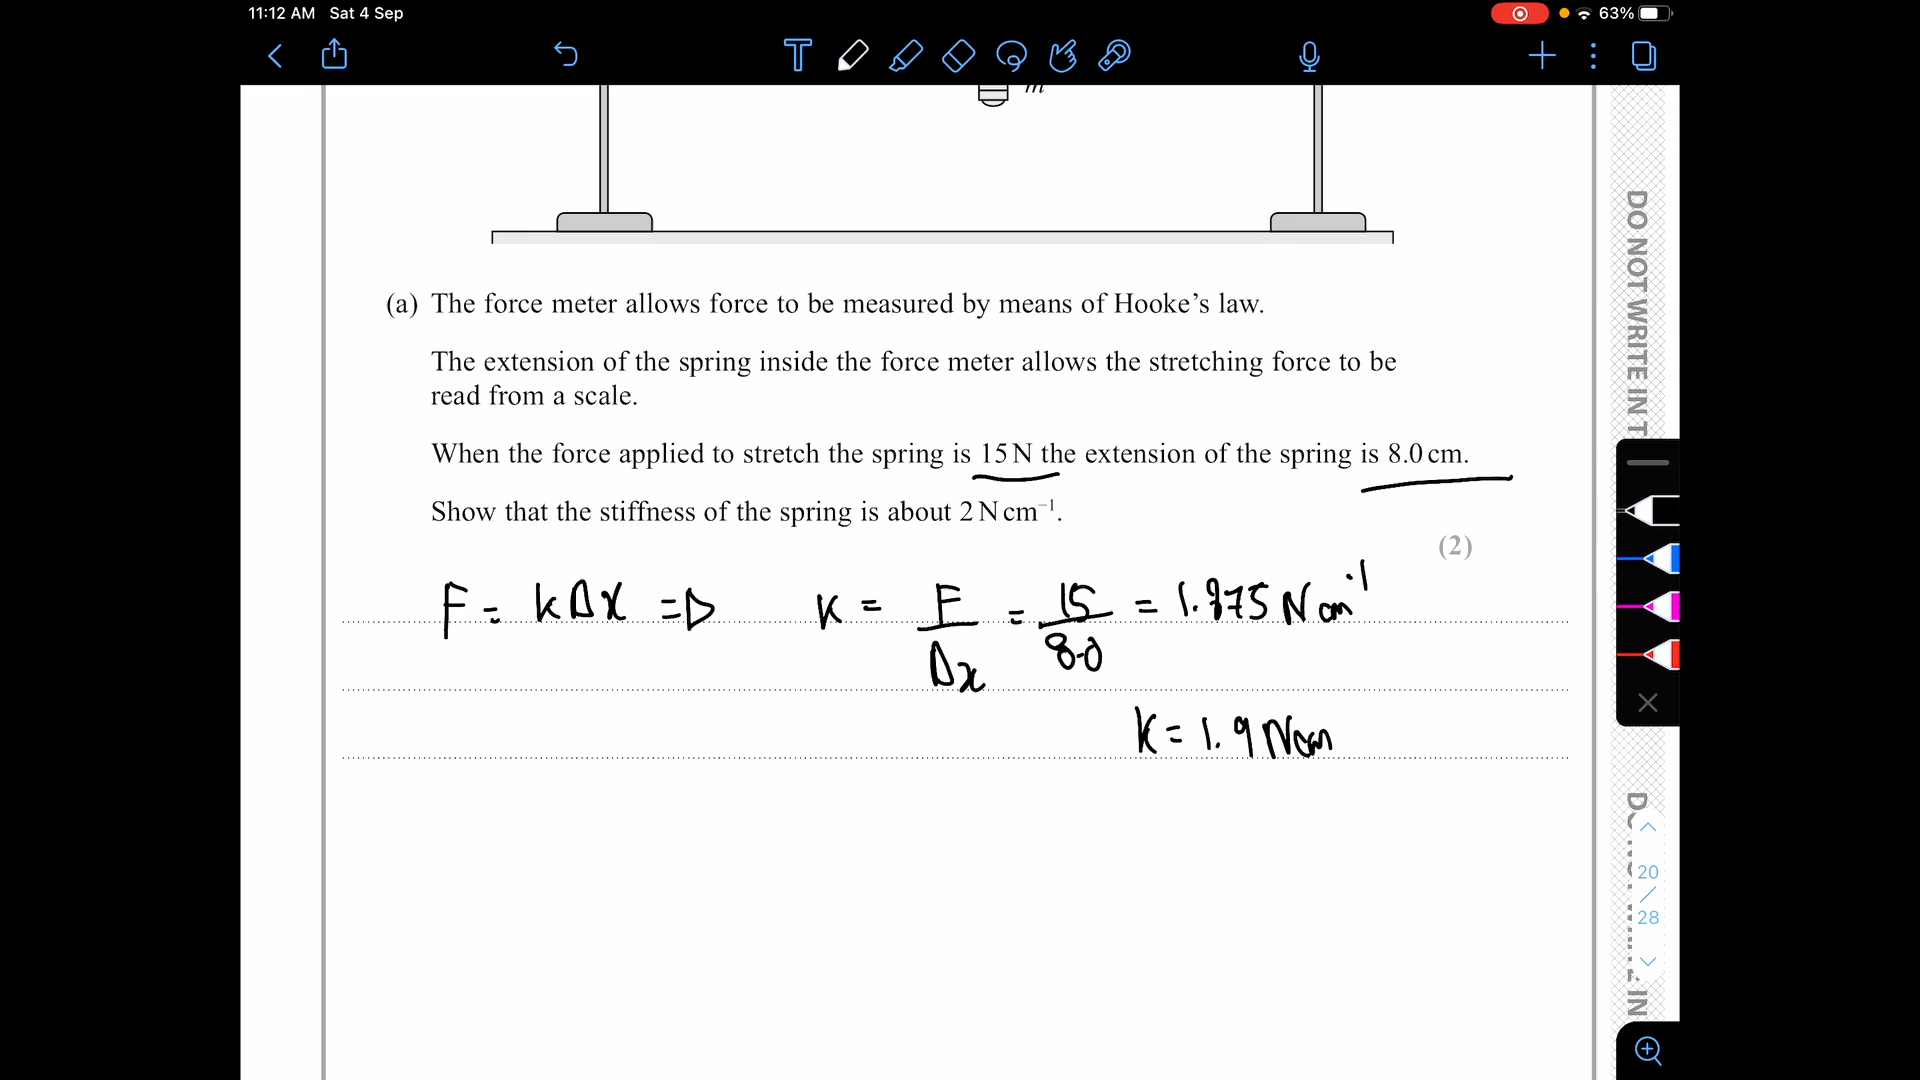 11:12 AM Sat 4 Sep
63%
m
(a) The force meter allows force to be measured by means of Hooke’s law.
The extension of the spring inside the force meter allows the stretching force to be
read from a scale.
When the force applied to stretch the spring is 15 N the extension of the spring is 8.0 cm.
Show that the stiffness of the spring is about 2 N cm⁻¹.
(2)
F = kΔx => k = F/Δx = 15/8.0 = 1.875 N cm⁻¹
k = 1.9 N cm
DO NOT WRITE IN T
20
/
28
IN